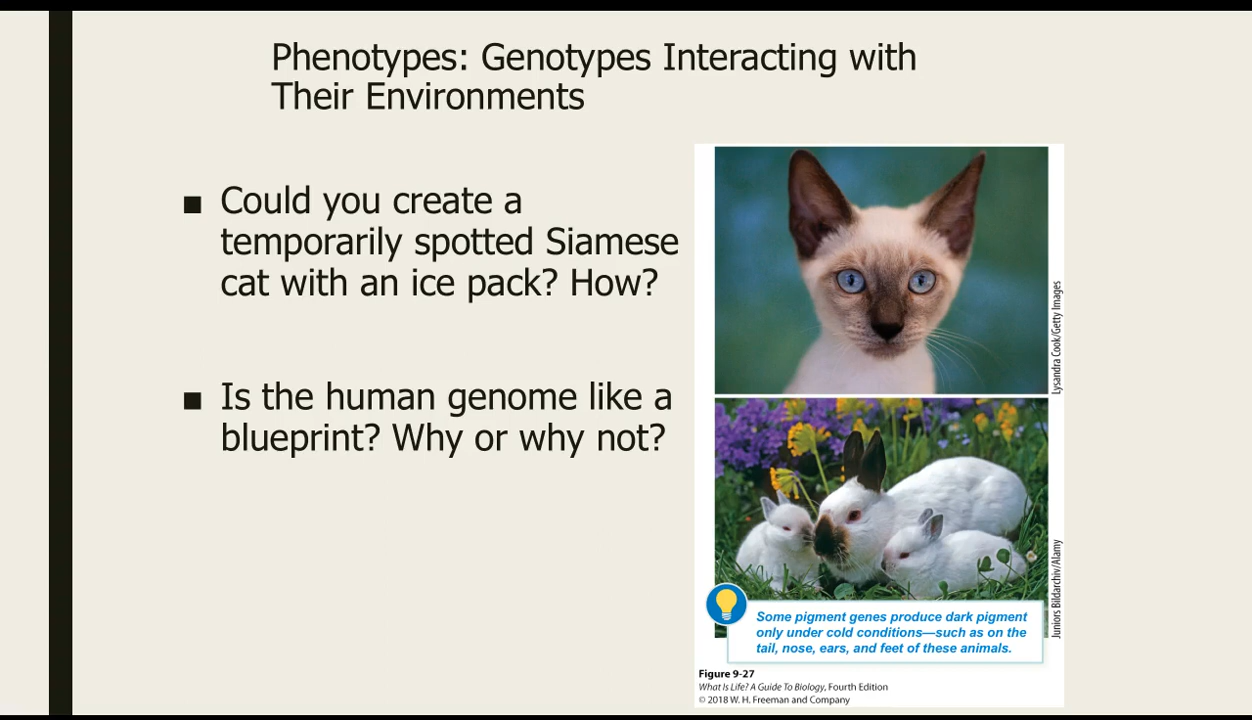 Phenotypes: Genotypes Interacting with
Their Environments
■ Could you create a
temporarily spotted Siamese
cat with an ice pack? How?
■ Is the human genome like a
blueprint? Why or why not?
Lysandra Cook/Getty Images
Juniors Bildarchiv/Alamy
Some pigment genes produce dark pigment
only under cold conditions—such as on the
tail, nose, ears, and feet of these animals.
Figure 9-27
What Is Life? A Guide To Biology, Fourth Edition
© 2018 W. H. Freeman and Company